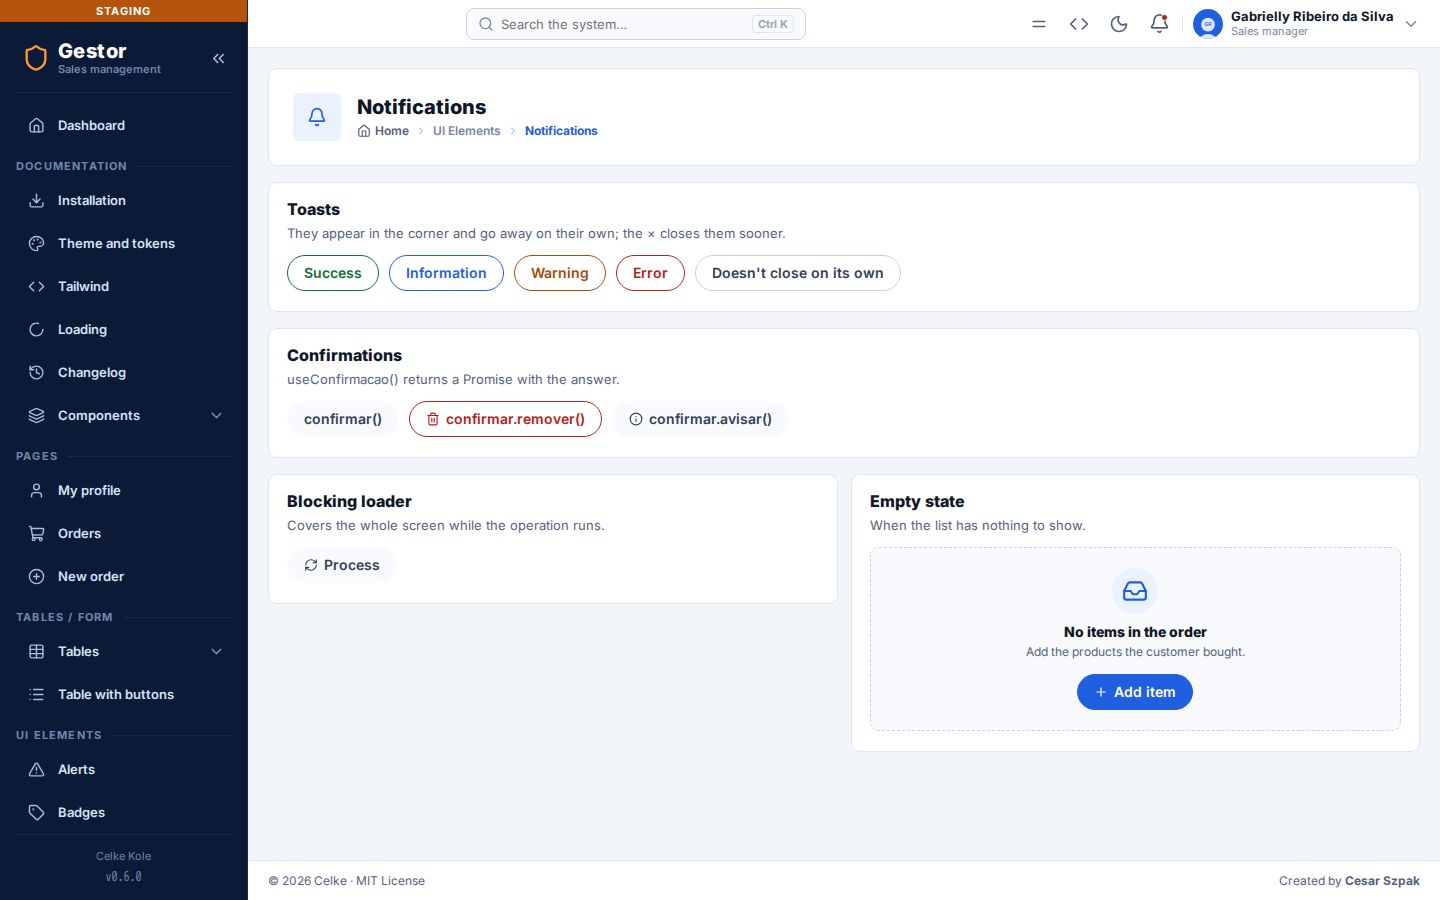 STAGING
Gestor
Sales management
Dashboard
DOCUMENTATION
Installation
Theme and tokens
Tailwind
Loading
Changelog
Components
PAGES
My profile
Orders
New order
TABLES / FORM
Tables
Table with buttons
UI ELEMENTS
Alerts
Badges
Celke Kole
v0.6.0
Search the system...
Ctrl K
GR
Gabrielly Ribeiro da Silva
Sales manager
Notifications
Home > UI Elements > Notifications
Toasts
They appear in the corner and go away on their own; the × closes them sooner.
Success
Information
Warning
Error
Doesn't close on its own
Confirmations
useConfirmacao() returns a Promise with the answer.
confirmar()
confirmar.remover()
confirmar.avisar()
Blocking loader
Covers the whole screen while the operation runs.
Process
Empty state
When the list has nothing to show.
No items in the order
Add the products the customer bought.
+ Add item
© 2026 Celke · MIT License
Created by Cesar Szpak